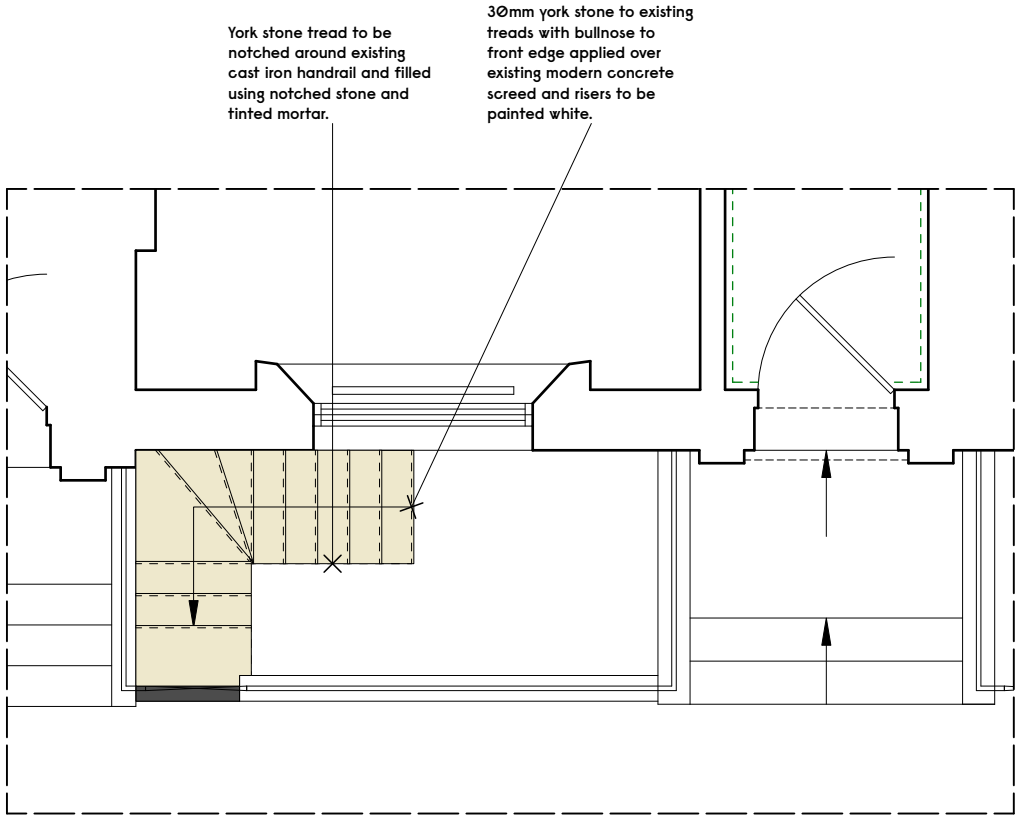 York stone tread to be
notched around existing
cast iron handrail and filled
using notched stone and
tinted mortar.
30mm york stone to existing
treads with bullnose to
front edge applied over
existing modern concrete
screed and risers to be
painted white.